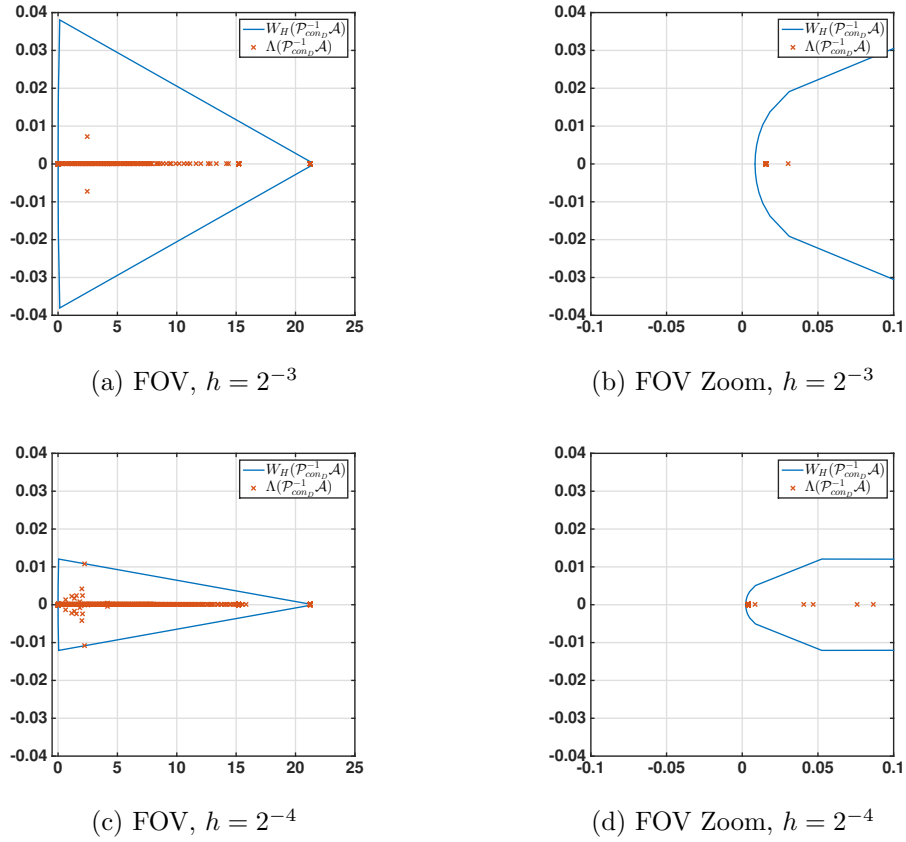 0.04
0.03
0.02
0.01
0
-0.01
-0.02
-0.03
-0.04
0 5 10 15 20 25
W_H(P_{con_D}^{-1} A)
Λ(P_{con_D}^{-1} A)
(a) FOV, h = 2^{-3}
0.04
0.03
0.02
0.01
0
-0.01
-0.02
-0.03
-0.04
-0.1 -0.05 0 0.05 0.1
W_H(P_{con_D}^{-1} A)
Λ(P_{con_D}^{-1} A)
(b) FOV Zoom, h = 2^{-3}
0.04
0.03
0.02
0.01
0
-0.01
-0.02
-0.03
-0.04
0 5 10 15 20 25
W_H(P_{con_D}^{-1} A)
Λ(P_{con_D}^{-1} A)
(c) FOV, h = 2^{-4}
0.04
0.03
0.02
0.01
0
-0.01
-0.02
-0.03
-0.04
-0.1 -0.05 0 0.05 0.1
W_H(P_{con_D}^{-1} A)
Λ(P_{con_D}^{-1} A)
(d) FOV Zoom, h = 2^{-4}